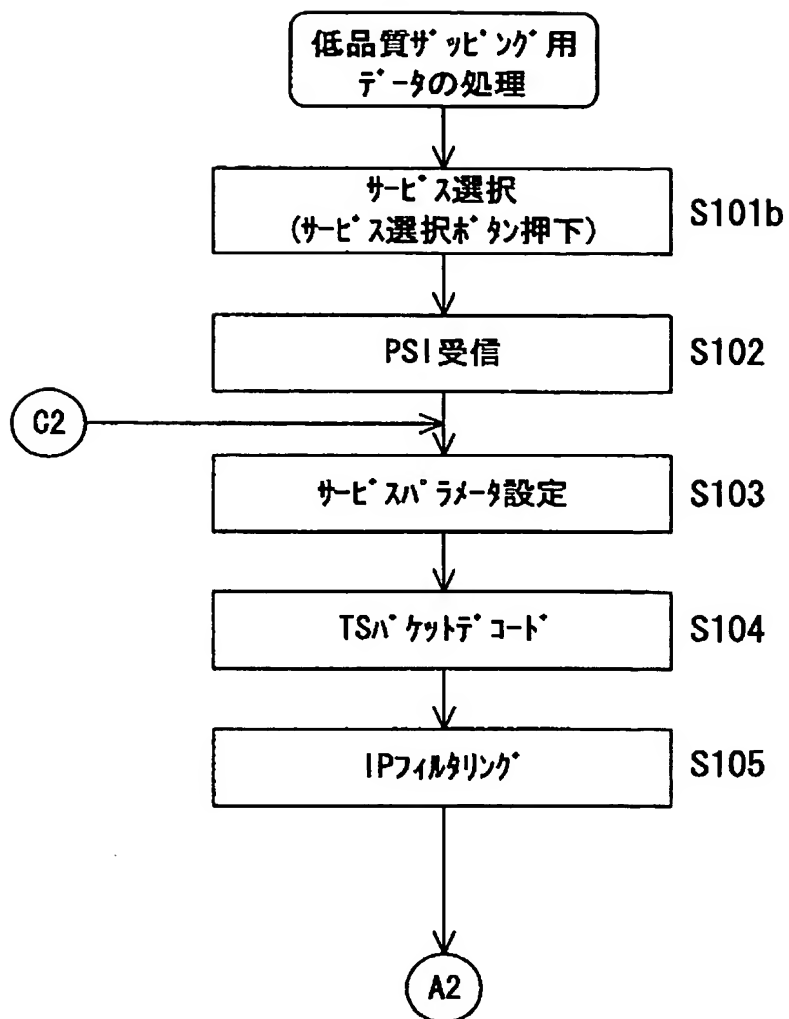 低品質ザッピング用
データの処理
サービス選択
(サービス選択ボタン押下)
S101b
PSI受信
S102
C2
サービスパラメータ設定
S103
TSパケットデコード
S104
IPフィルタリング
S105
A2